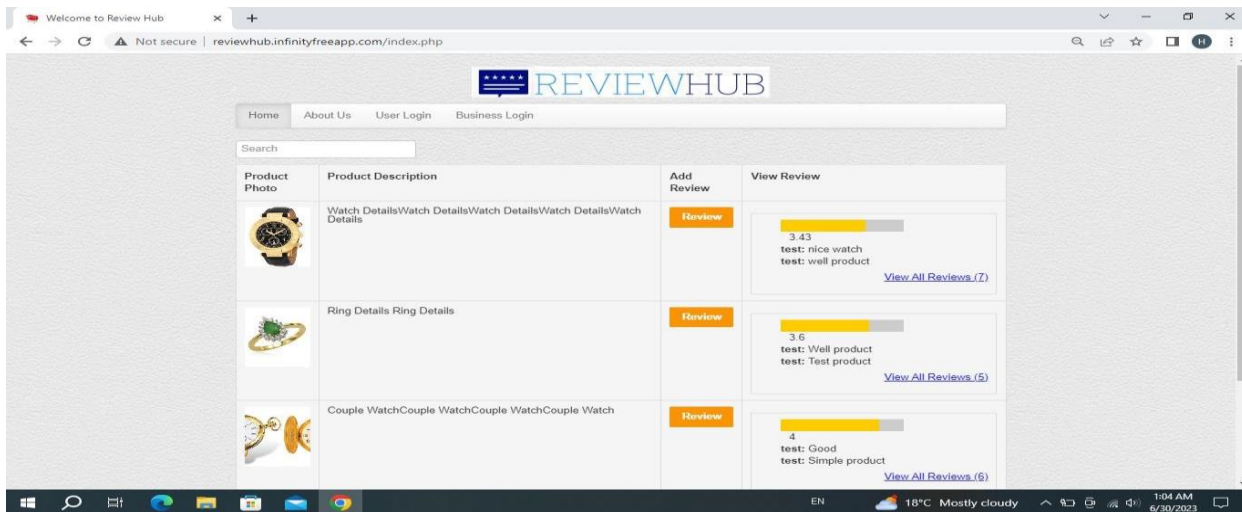 Welcome to Review Hub
Not secure | reviewhub.infinityfreeapp.com/index.php
H
REVIEWHUB
Home About Us User Login Business Login
Search
Product Photo Product Description Add Review View Review
Watch DetailsWatch DetailsWatch DetailsWatch DetailsWatch
Details
Review
3.43
test: nice watch
test: well product
View All Reviews (7)
Ring Details Ring Details
Review
3.6
test: Well product
test: Test product
View All Reviews (5)
Couple WatchCouple WatchCouple WatchCouple Watch
Review
4
test: Good
test: Simple product
View All Reviews (6)
EN 18°C Mostly cloudy 1:04 AM
6/30/2023